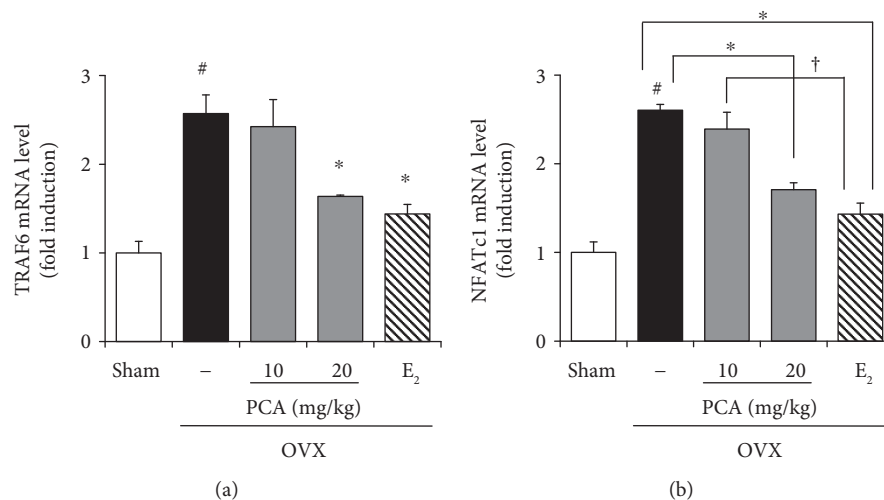 TRAF6 mRNA level
(fold induction)
3
2
1
0
#
*
*
Sham
–
10
20
E₂
PCA (mg/kg)
OVX
(a)
NFATc1 mRNA level
(fold induction)
3
2
1
0
*
*
†
#
Sham
–
10
20
E₂
PCA (mg/kg)
OVX
(b)